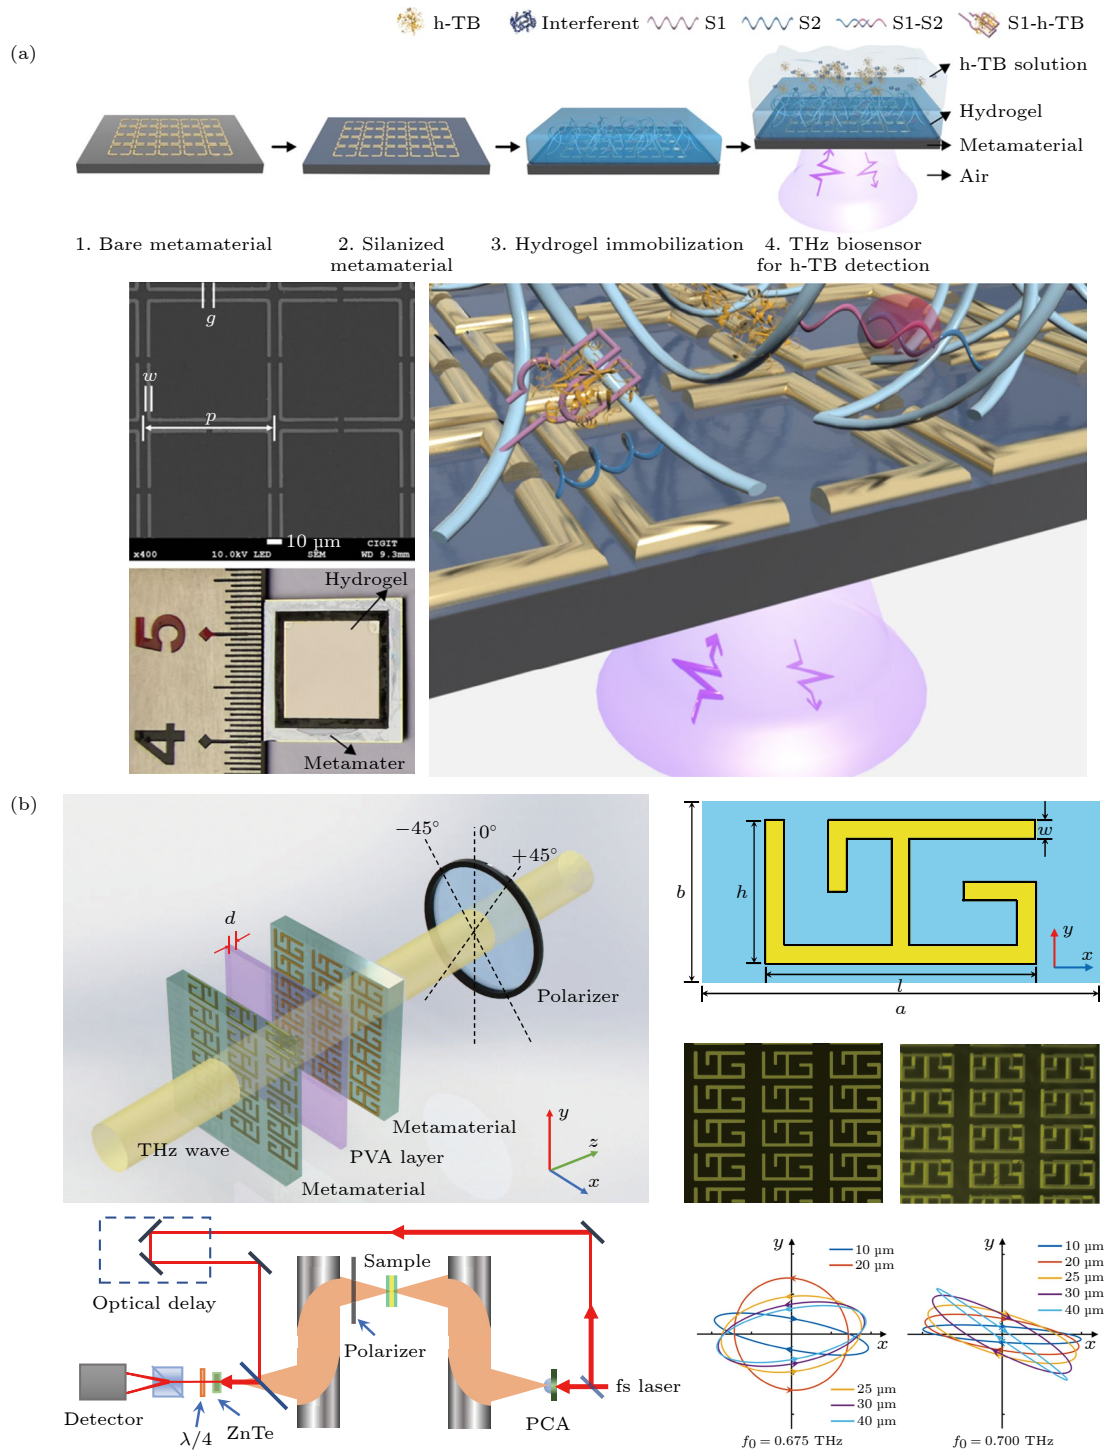 h-TB Interferent S1 S2 S1-S2 S1-h-TB
(a)
h-TB solution
Hydrogel
Metamaterial
Air
1. Bare metamaterial
2. Silanized
metamaterial
3. Hydrogel immobilization
4. THz biosensor
for h-TB detection
g
w
p
10 μm
CIGIT
x400 10.0kV LED SEM WD 9.3mm
Hydrogel
5
4
Metamater
(b)
−45°
0°
+45°
d
Polarizer
THz wave
Metamaterial
PVA layer
Metamaterial
y
z
x
b
h
w
y
x
l
a
Optical delay
Sample
Polarizer
Detector
λ/4
ZnTe
PCA
fs laser
y
10 μm
20 μm
x
25 μm
30 μm
40 μm
f0 = 0.675 THz
y
10 μm
20 μm
25 μm
30 μm
40 μm
x
f0 = 0.700 THz